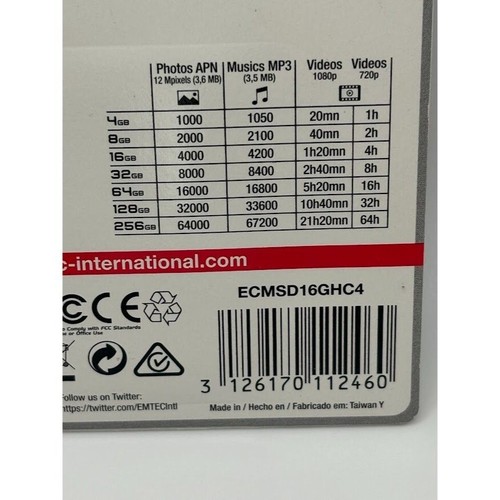 Photos APN Musics MP3 Videos Videos
12 Mpixels (3,6 MB) (3,5 MB) 1080p 720p
4GB 1000 1050 20mn 1h
8GB 2000 2100 40mn 2h
16GB 4000 4200 1h20mn 4h
32GB 8000 8400 2h40mn 8h
64GB 16000 16800 5h20mn 16h
128GB 32000 33600 10h40mn 32h
256GB 64000 67200 21h20mn 64h
c-international.com
ECMSD16GHC4
FCC CE
Comply with FCC Standards
me or Office Use
3 126170 112460
Follow us on Twitter:
https://twitter.com/EMTECIntl
Made in / Hecho en / Fabricado em: Taiwan Y